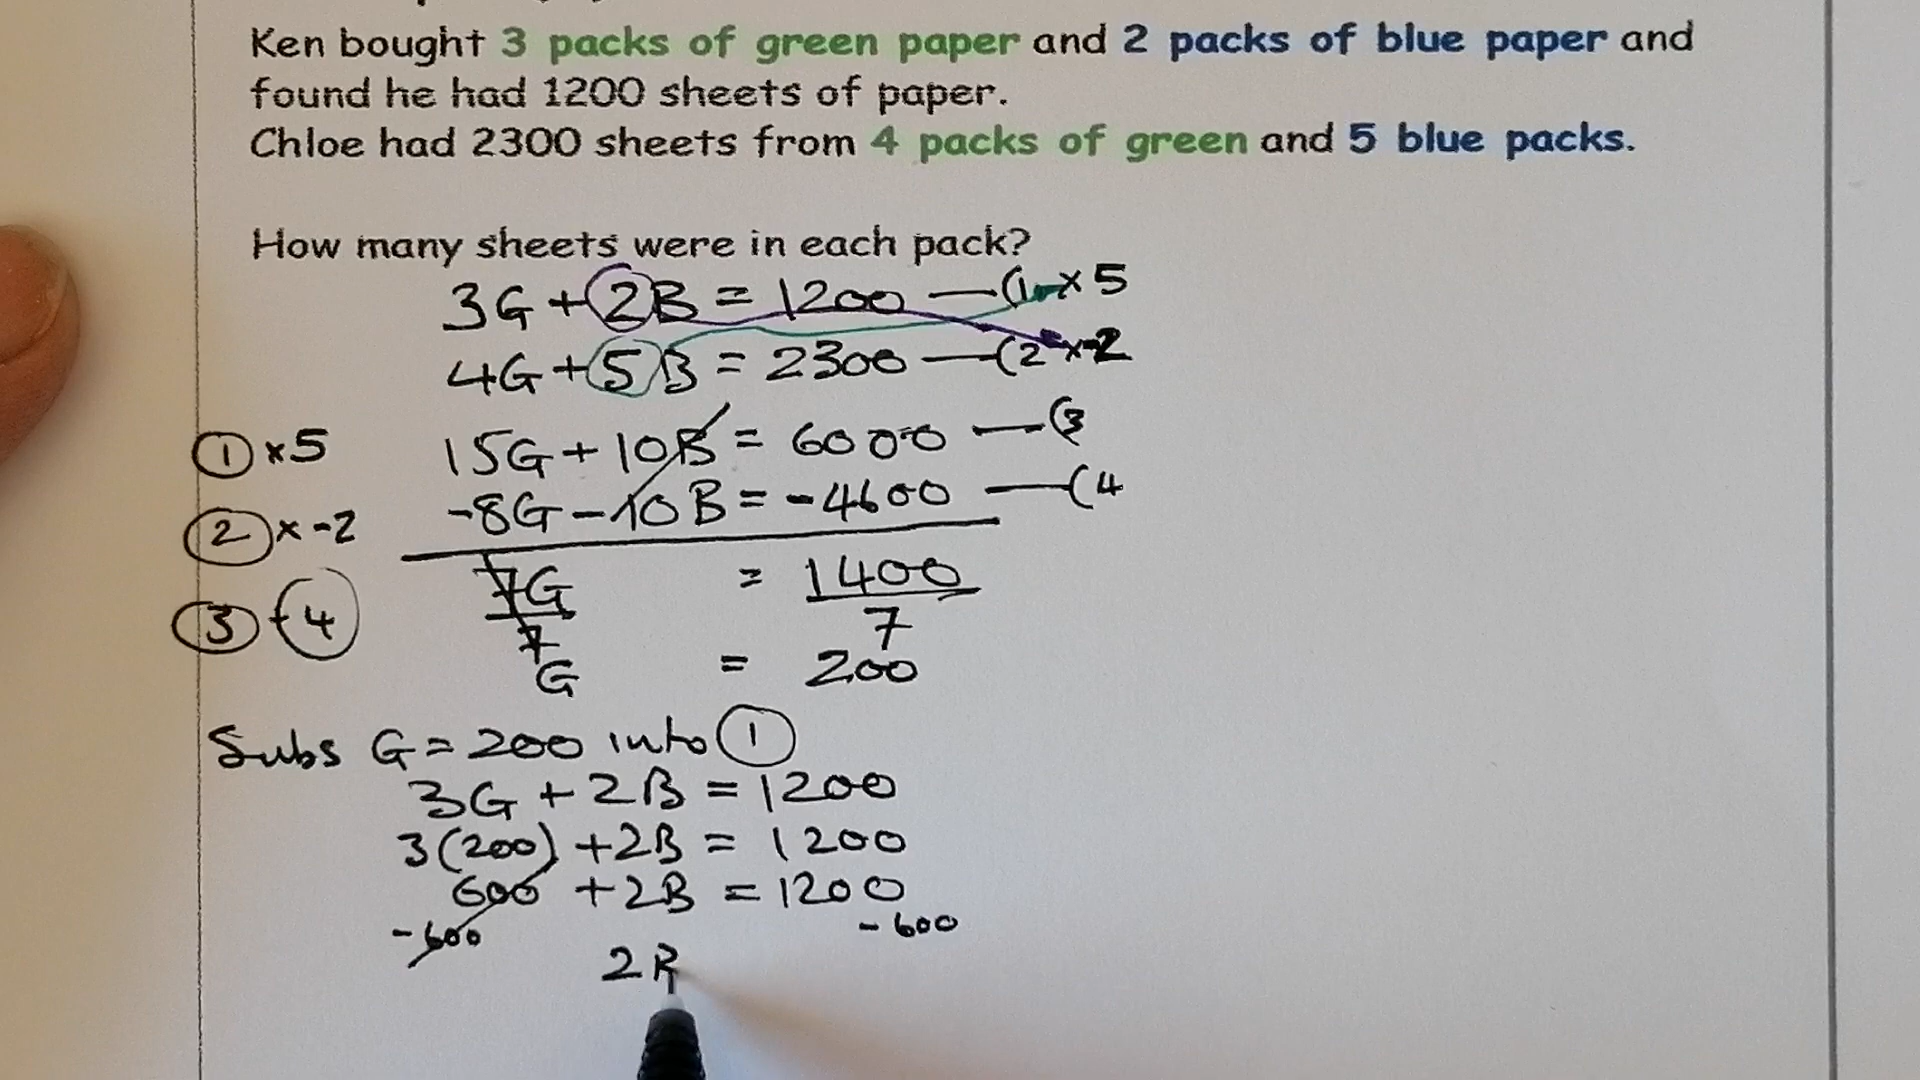 Ken bought 3 packs of green paper and 2 packs of blue paper and
found he had 1200 sheets of paper.
Chloe had 2300 sheets from 4 packs of green and 5 blue packs.
How many sheets were in each pack?
3G + 2B = 1200 —(1 x 5
4G + 5B = 2300 —(2 x -2
① x5 15G + 10B = 6000 —(3
② x -2 -8G - 10B = -4600 —(4
7G = 1400
③ + ④ 7 7
G = 200
Subs G = 200 into ①
3G + 2B = 1200
3(200) + 2B = 1200
600 + 2B = 1200
-600 -600
2B